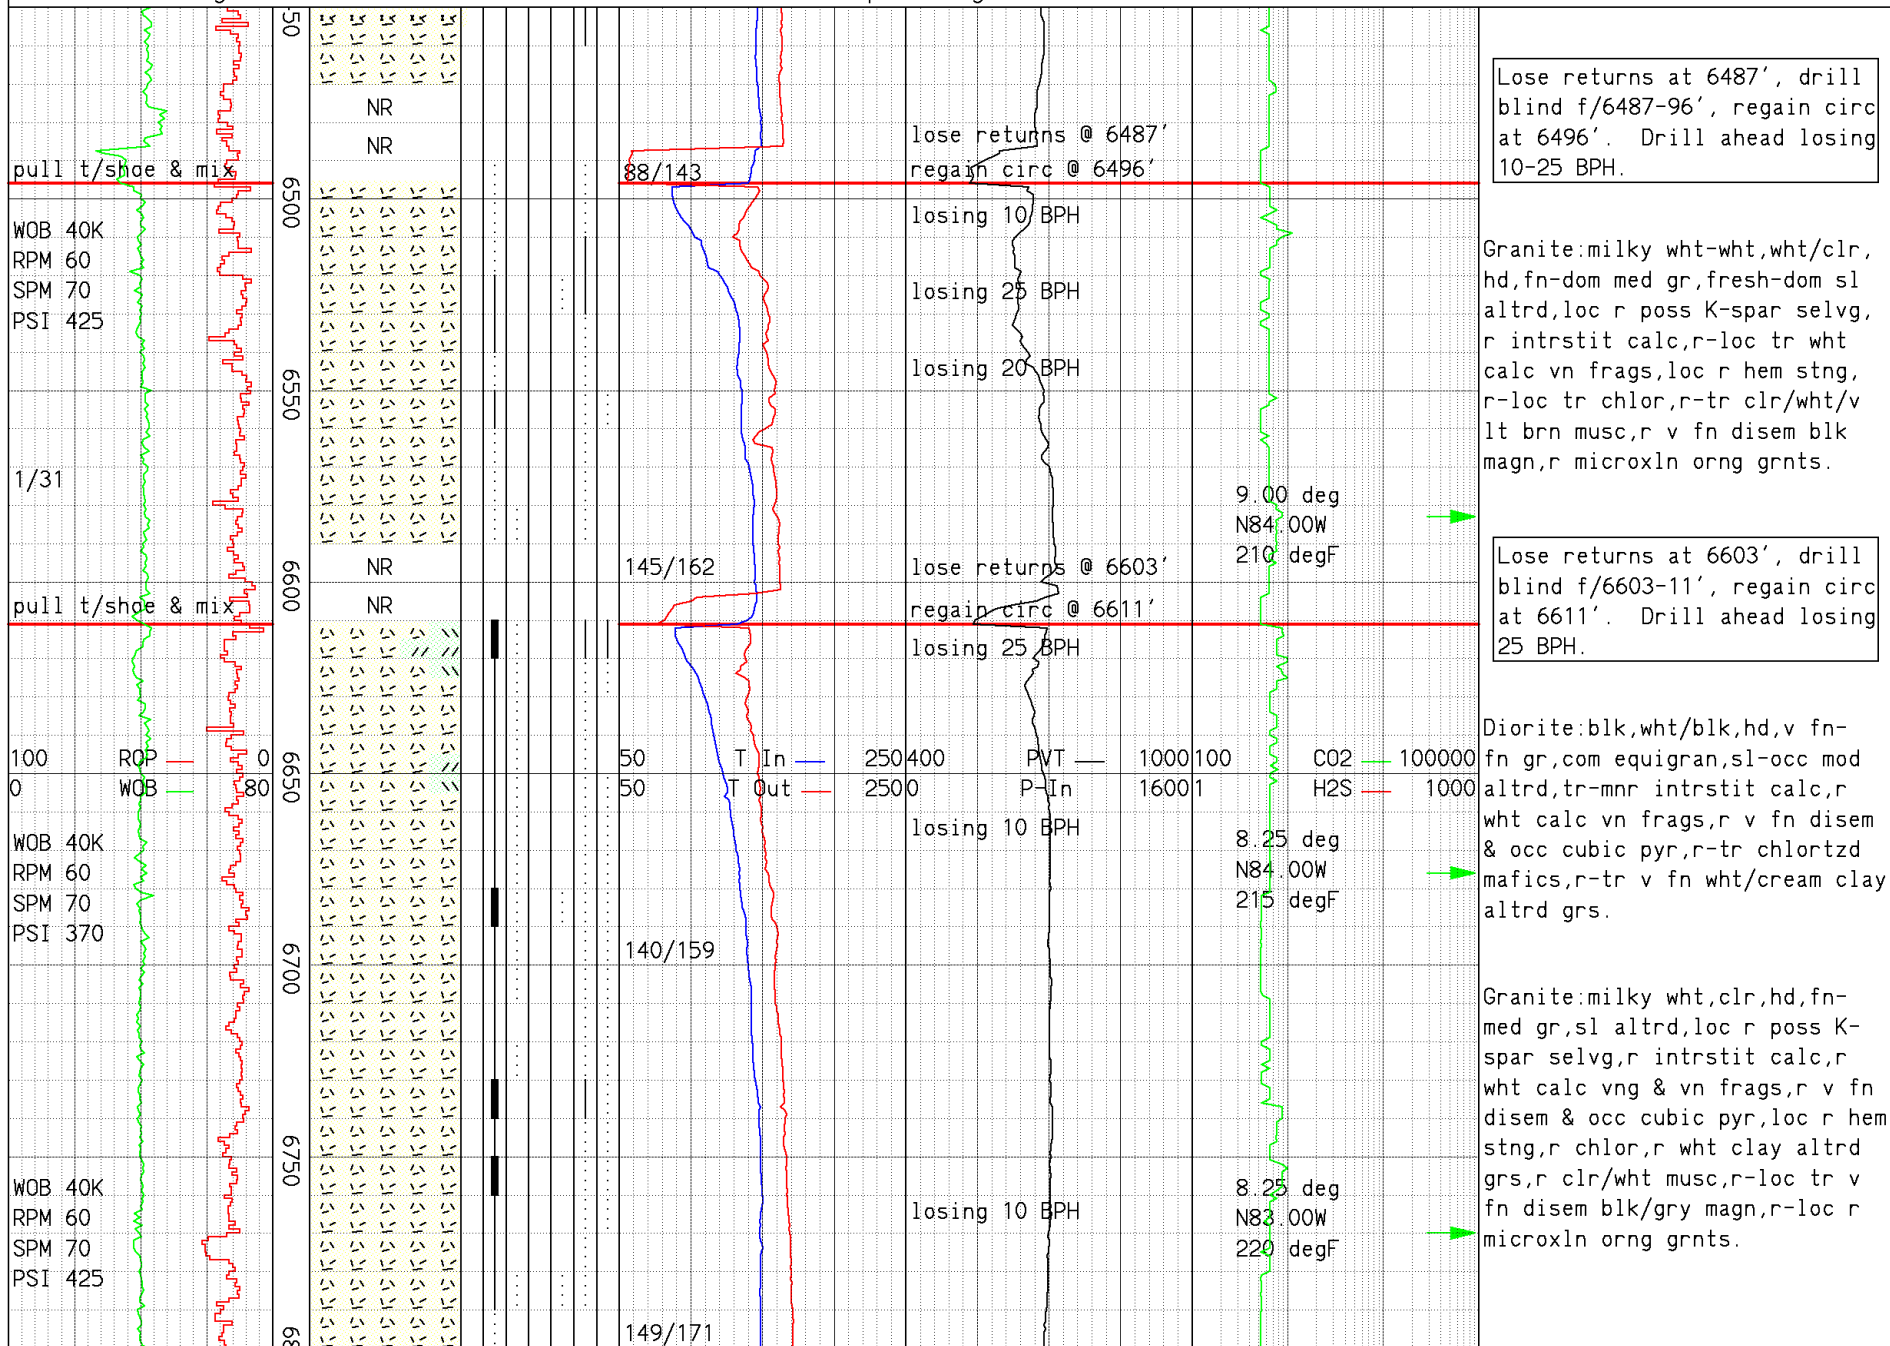 NR
NR
pull t/shoe & mix
88/143
lose returns @ 6487'
regain circ @ 6496'
Lose returns at 6487', drill
blind f/6487-96', regain circ
at 6496'. Drill ahead losing
10-25 BPH.
6500
WOB 40K
RPM 60
SPM 70
PSI 425
losing 10 BPH
losing 25 BPH
losing 20 BPH
Granite:milky wht-wht,wht/clr,
hd,fn-dom med gr,fresh-dom sl
altrd,loc r poss K-spar selvg,
r intrstit calc,r-loc tr wht
calc vn frags,loc r hem stng,
r-loc tr chlor,r-tr clr/wht/v
lt brn musc,r v fn disem blk
magn,r microxln orng grnts.
6550
1/31
9.00 deg
N84.00W
210 degF
NR
NR
145/162
lose returns @ 6603'
regain circ @ 6611'
6600
pull t/shoe & mix
Lose returns at 6603', drill
blind f/6603-11', regain circ
at 6611'. Drill ahead losing
25 BPH.
losing 25 BPH
100 ROP 0
0 WOB 80
6650
50 T In 250
50 T Out 250
400 PVT 1000
0 P-In 1600
100 CO2 100000
1 H2S 1000
Diorite:blk,wht/blk,hd,v fn-
fn gr,com equigran,sl-occ mod
altrd,tr-mnr intrstit calc,r
wht calc vn frags,r v fn disem
& occ cubic pyr,r-tr chlortzd
mafics,r-tr v fn wht/cream clay
altrd grs.
WOB 40K
RPM 60
SPM 70
PSI 370
losing 10 BPH
8.25 deg
N84.00W
215 degF
140/159
6700
Granite:milky wht,clr,hd,fn-
med gr,sl altrd,loc r poss K-
spar selvg,r intrstit calc,r
wht calc vng & vn frags,r v fn
disem & occ cubic pyr,loc r hem
stng,r chlor,r wht clay altrd
grs,r clr/wht musc,r-loc tr v
fn disem blk/gry magn,r-loc r
microxln orng grnts.
6750
WOB 40K
RPM 60
SPM 70
PSI 425
losing 10 BPH
8.25 deg
N83.00W
220 degF
149/171